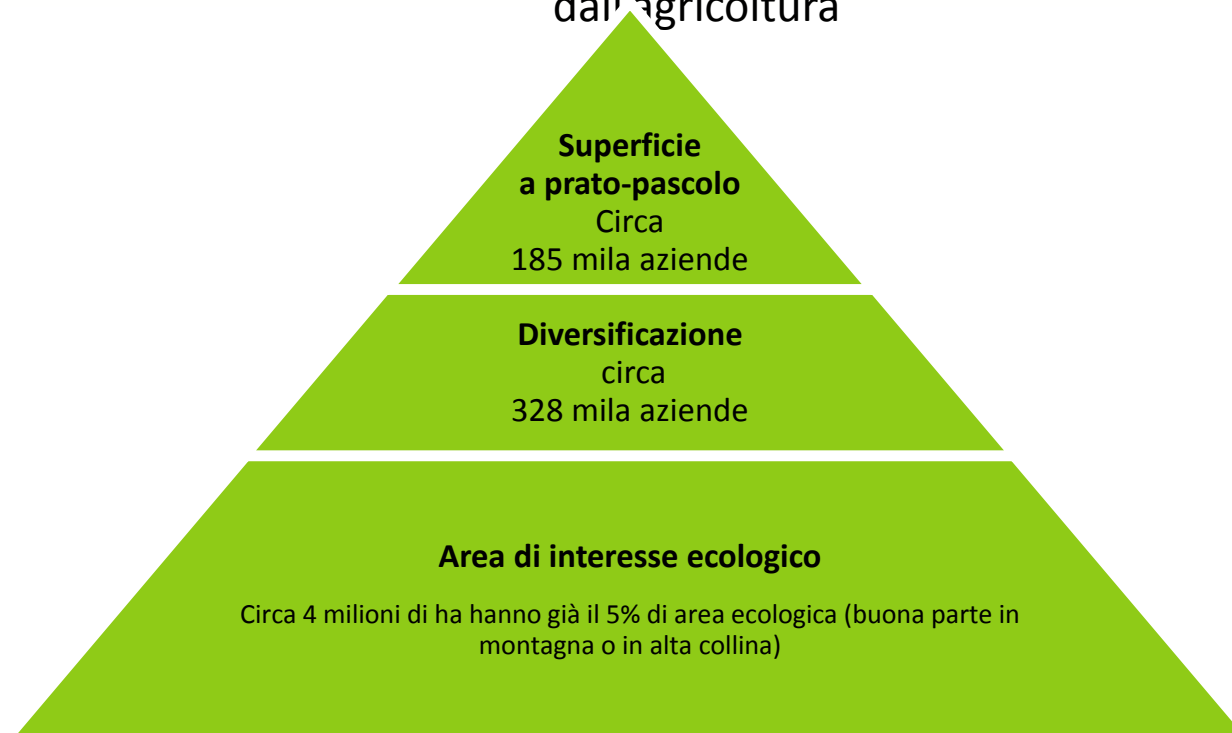 dall'agricoltura
Superficie
a prato-pascolo
Circa
185 mila aziende
Diversificazione
circa
328 mila aziende
Area di interesse ecologico
Circa 4 milioni di ha hanno già il 5% di area ecologica (buona parte in
montagna o in alta collina)